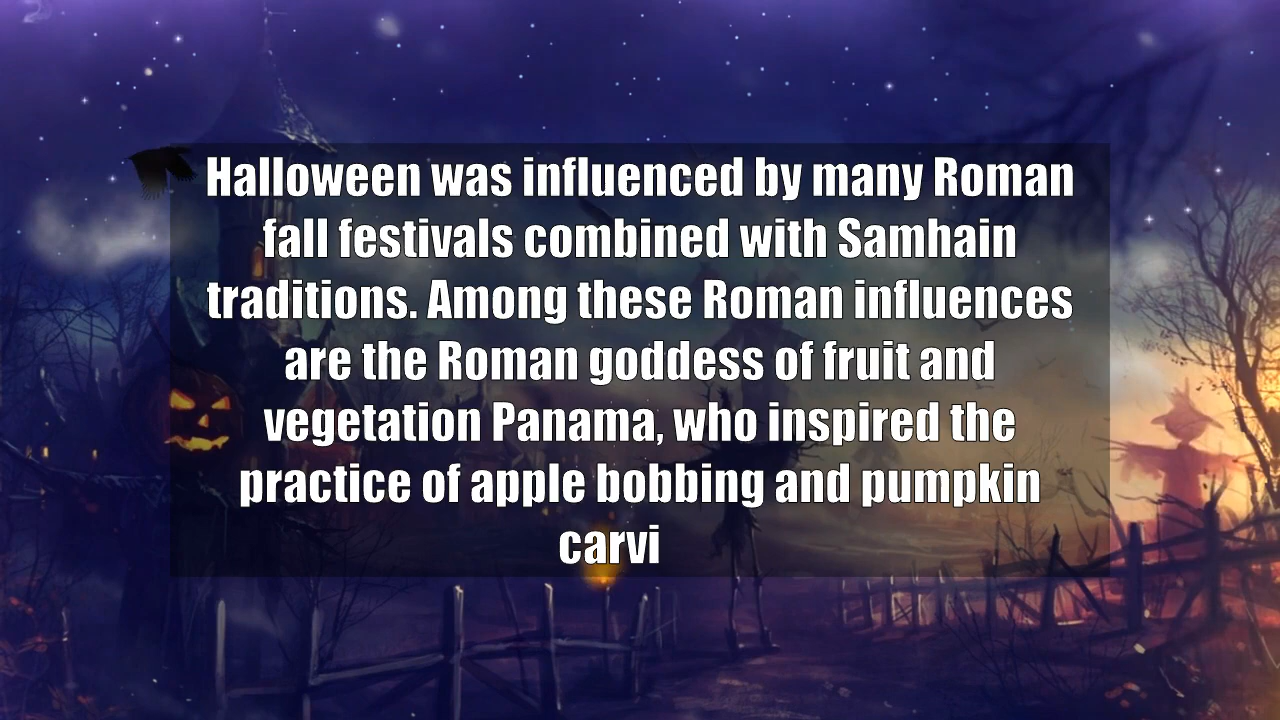 Halloween was influenced by many Roman
fall festivals combined with Samhain
traditions. Among these Roman influences
are the Roman goddess of fruit and
vegetation Panama, who inspired the
practice of apple bobbing and pumpkin
carvi